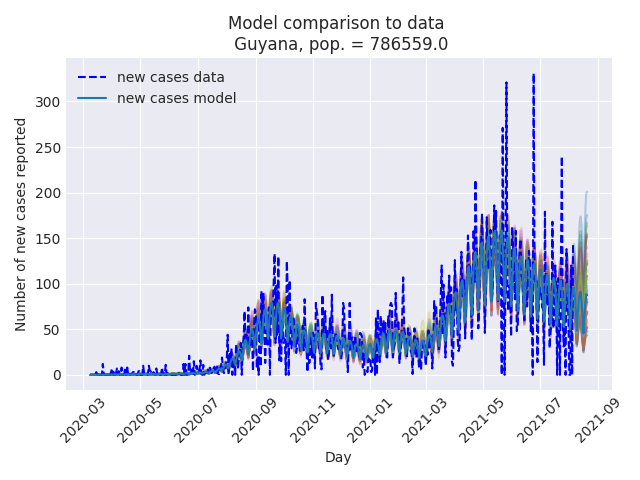 Model comparison to data
Guyana, pop. = 786559.0
new cases data
new cases model
Number of new cases reported
300
250
200
150
100
50
0
2020-03
2020-05
2020-07
2020-09
2020-11
2021-01
2021-03
2021-05
2021-07
2021-09
Day